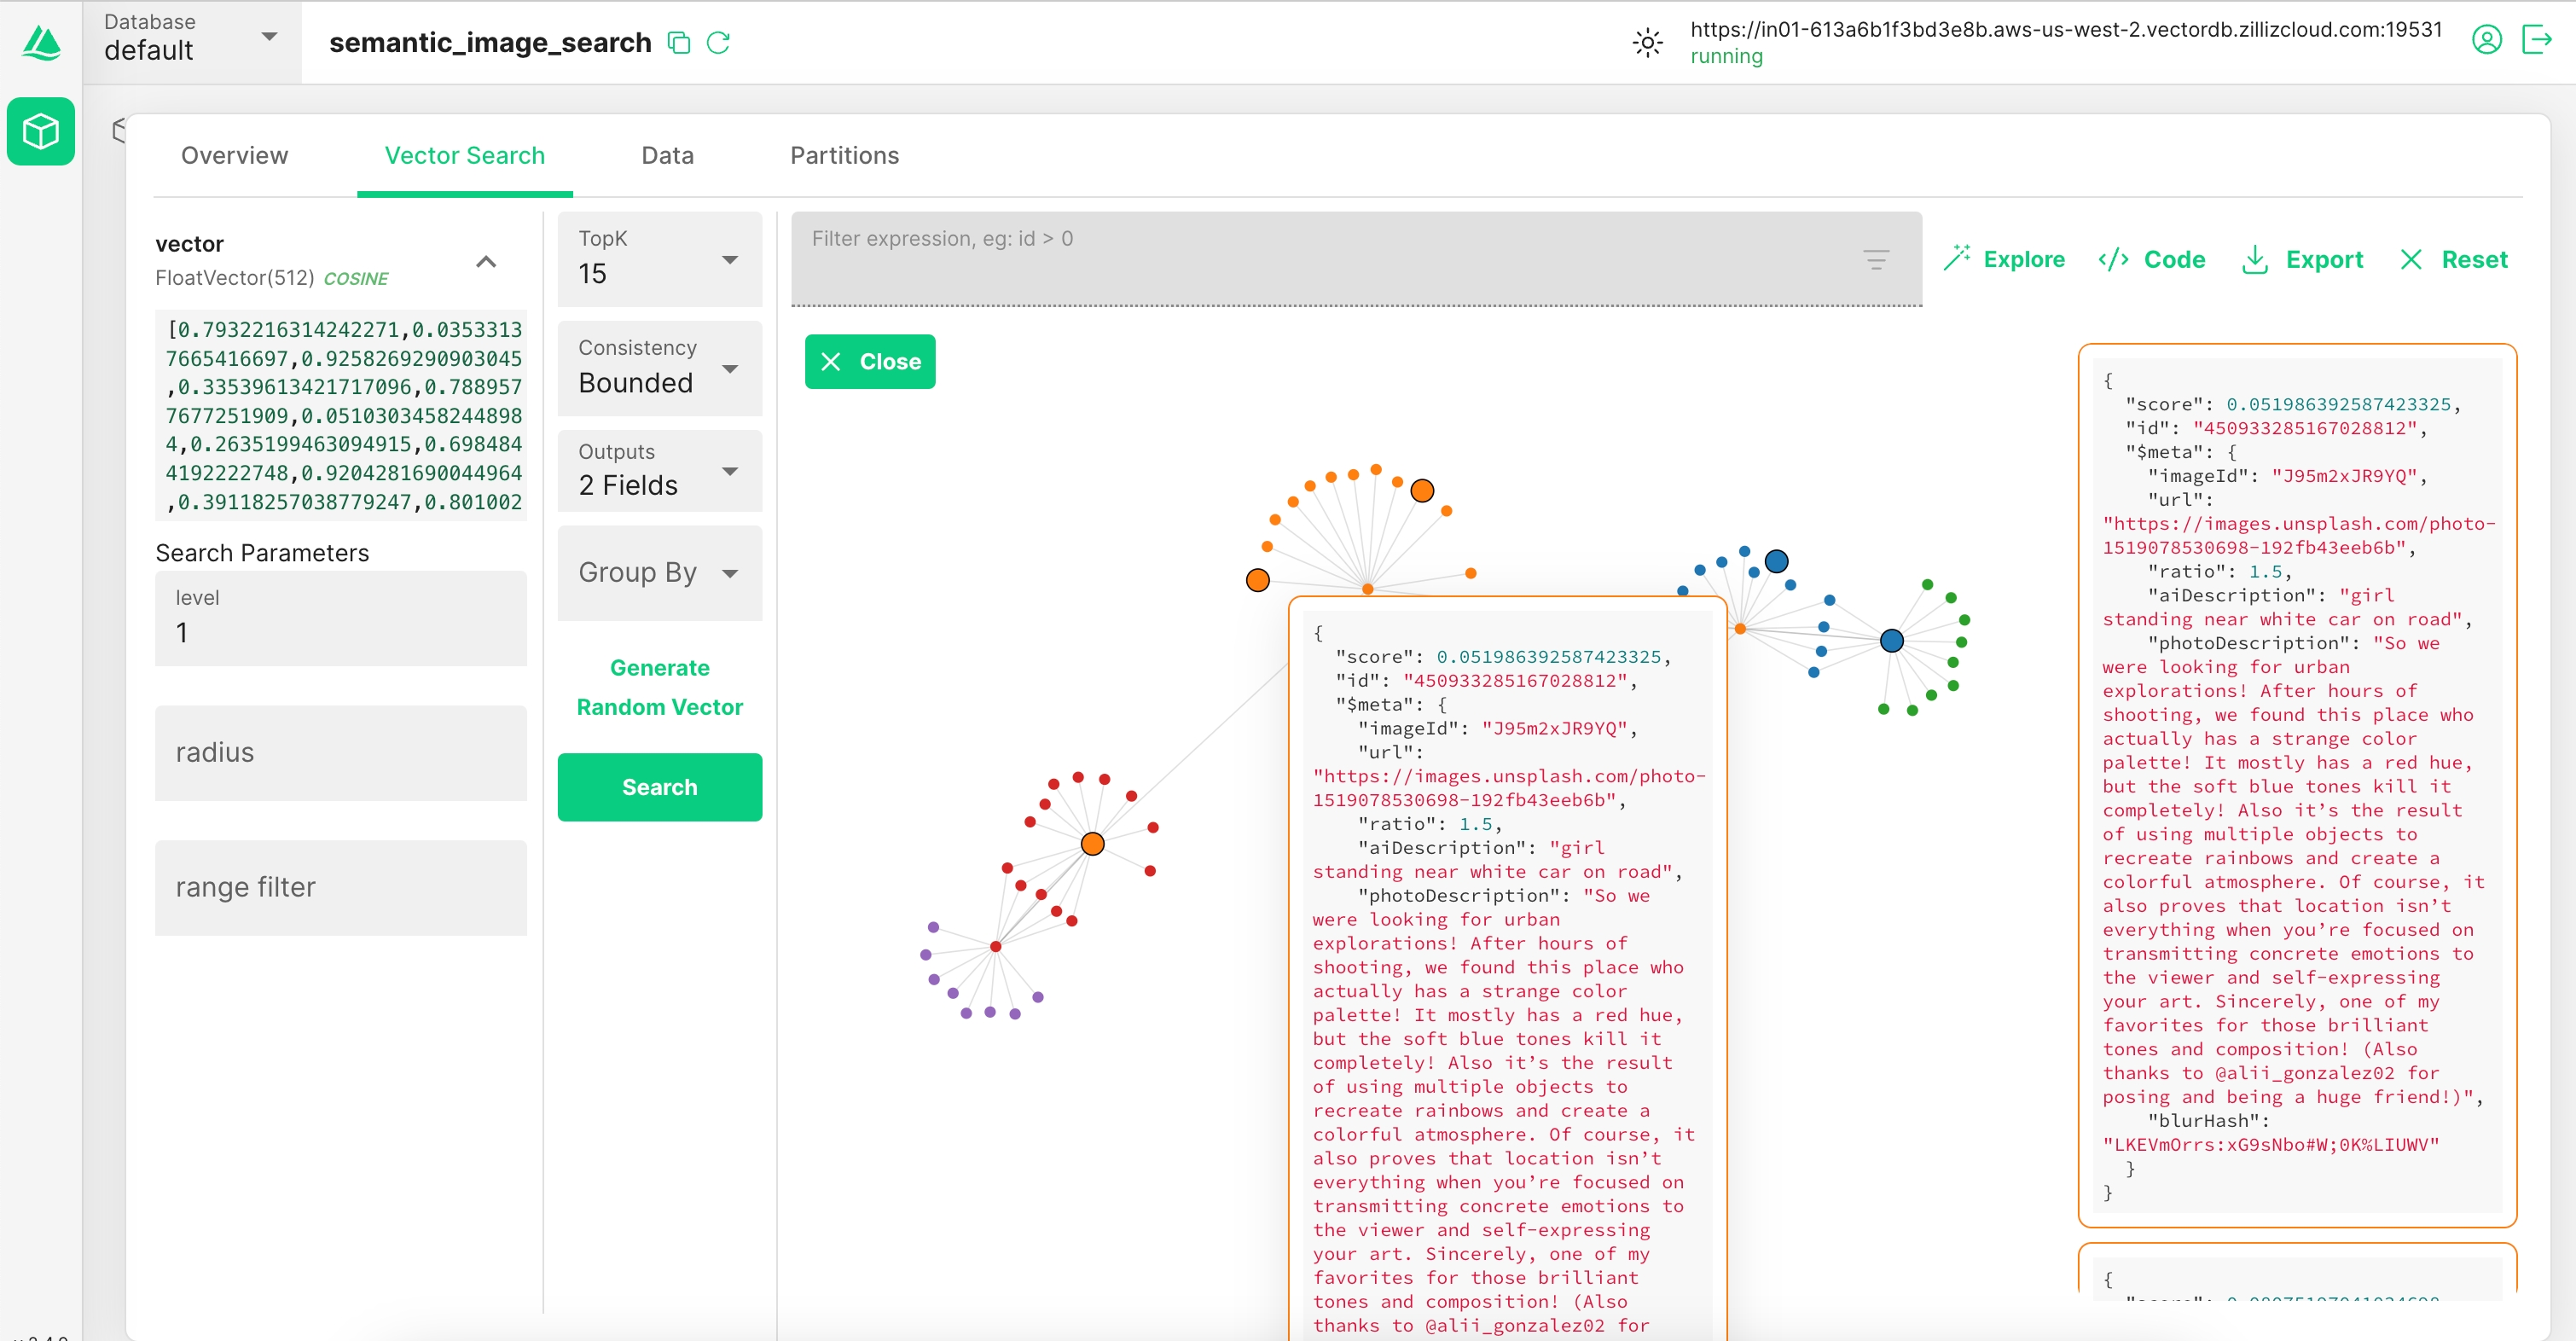 Database
default
semantic_image_search
https://in01-613a6b1f3bd3e8b.aws-us-west-2.vectordb.zillizcloud.com:19531
running
Overview
Vector Search
Data
Partitions
vector
FloatVector(512) COSINE
[0.7932216314242271,0.0353313
7665416697,0.9258269290903045
,0.33539613421717096,0.788957
7677251909,0.0510303458244898
4,0.2635199463094915,0.698484
4192222748,0.9204281690044964
,0.39118257038779247,0.801002
Search Parameters
level
1
radius
range filter
TopK
15
Consistency
Bounded
Outputs
2 Fields
Group By
Generate
Random Vector
Search
Filter expression, eg: id > 0
Explore
</> Code
Export
Reset
Close
{
"score": 0.051986392587423325,
"id": "450933285167028812",
"$meta": {
"imageId": "J95m2xJR9YQ",
"url":
"https://images.unsplash.com/photo-
1519078530698-192fb43eeb6b",
"ratio": 1.5,
"aiDescription": "girl
standing near white car on road",
"photoDescription": "So we
were looking for urban
explorations! After hours of
shooting, we found this place who
actually has a strange color
palette! It mostly has a red hue,
but the soft blue tones kill it
completely! Also it’s the result
of using multiple objects to
recreate rainbows and create a
colorful atmosphere. Of course, it
also proves that location isn’t
everything when you’re focused on
transmitting concrete emotions to
the viewer and self-expressing
your art. Sincerely, one of my
favorites for those brilliant
tones and composition! (Also
thanks to @alii_gonzalez02 for
{
"score": 0.051986392587423325,
"id": "450933285167028812",
"$meta": {
"imageId": "J95m2xJR9YQ",
"url":
"https://images.unsplash.com/photo-
1519078530698-192fb43eeb6b",
"ratio": 1.5,
"aiDescription": "girl
standing near white car on road",
"photoDescription": "So we
were looking for urban
explorations! After hours of
shooting, we found this place who
actually has a strange color
palette! It mostly has a red hue,
but the soft blue tones kill it
completely! Also it’s the result
of using multiple objects to
recreate rainbows and create a
colorful atmosphere. Of course, it
also proves that location isn’t
everything when you’re focused on
transmitting concrete emotions to
the viewer and self-expressing
your art. Sincerely, one of my
favorites for those brilliant
tones and composition! (Also
thanks to @alii_gonzalez02 for
posing and being a huge friend!)",
"blurHash":
"LKEVmOrrs:xG9sNbo#W;0K%LIUWV"
}
}
{